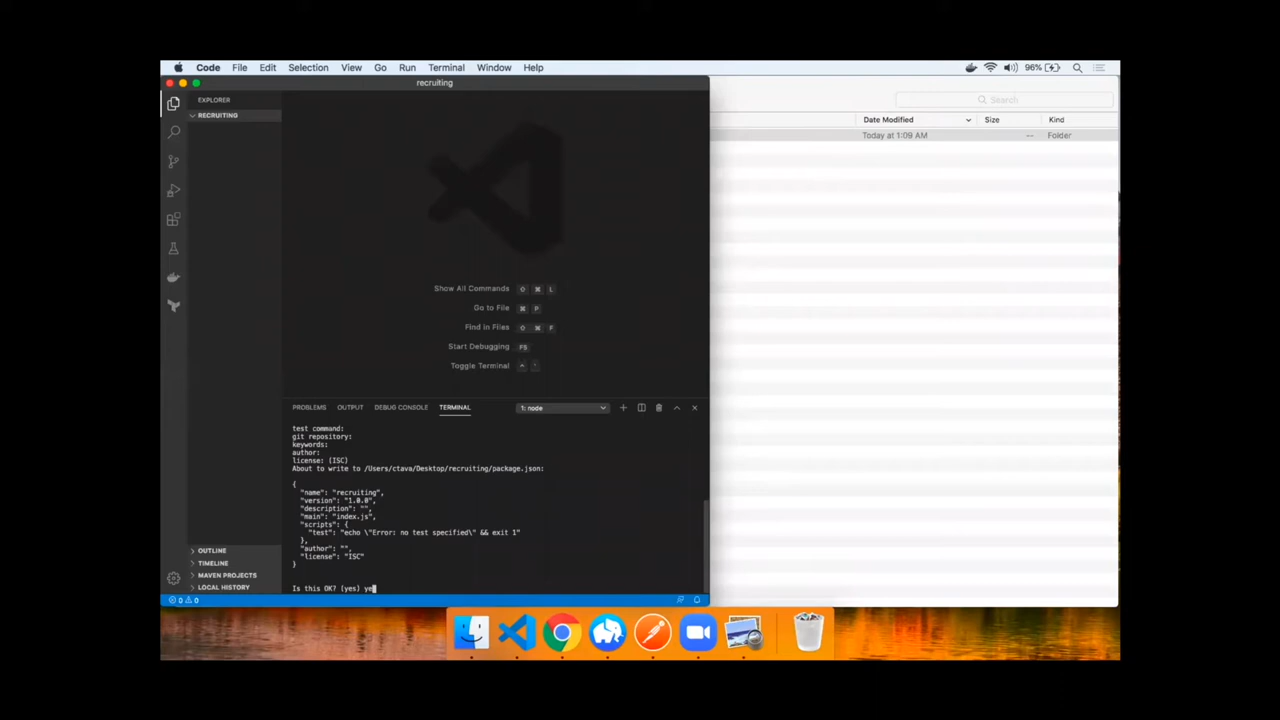 Code File Edit Selection View Go Run Terminal Window Help 96%
recruiting
EXPLORER
RECRUITING
Search
Date Modified Size Kind
Today at 1:09 AM -- Folder
Show All Commands ⇧ ⌘ L
Go to File ⌘ P
Find in Files ⇧ ⌘ F
Start Debugging F5
Toggle Terminal ^ `
PROBLEMS OUTPUT DEBUG CONSOLE TERMINAL 1: node
test command:
git repository:
keywords:
author:
license: (ISC)
About to write to /Users/ctava/Desktop/recruiting/package.json:
{
"name": "recruiting",
"version": "1.0.0",
"description": "",
"main": "index.js",
"scripts": {
"test": "echo \"Error: no test specified\" && exit 1"
},
"author": "",
"license": "ISC"
}
Is this OK? (yes) ye
OUTLINE
TIMELINE
MAVEN PROJECTS
LOCAL HISTORY
0 0